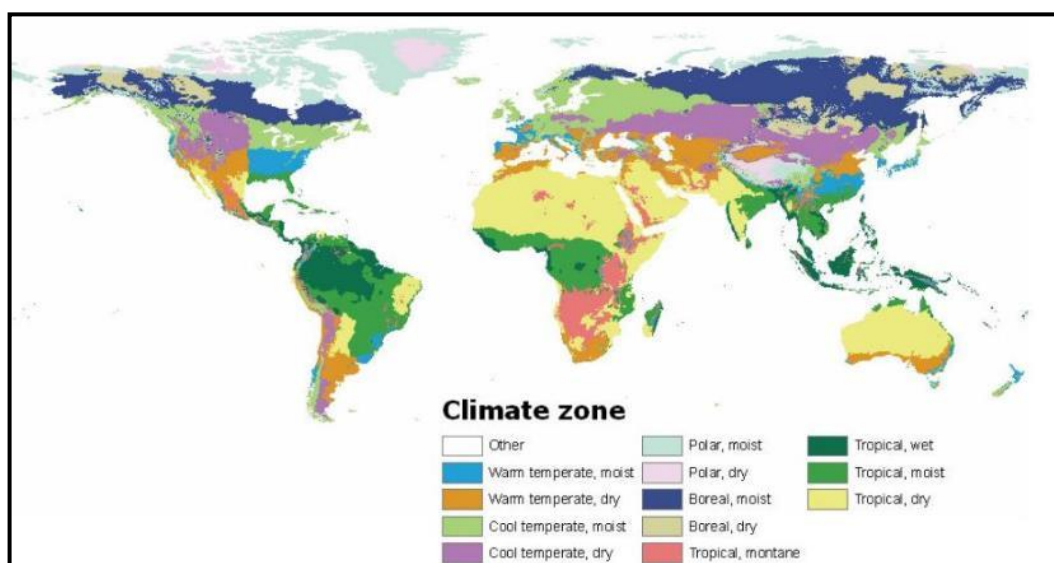 Climate zone
Other
Warm temperate, moist
Warm temperate, dry
Cool temperate, moist
Cool temperate, dry
Polar, moist
Polar, dry
Boreal, moist
Boreal, dry
Tropical, montane
Tropical, wet
Tropical, moist
Tropical, dry